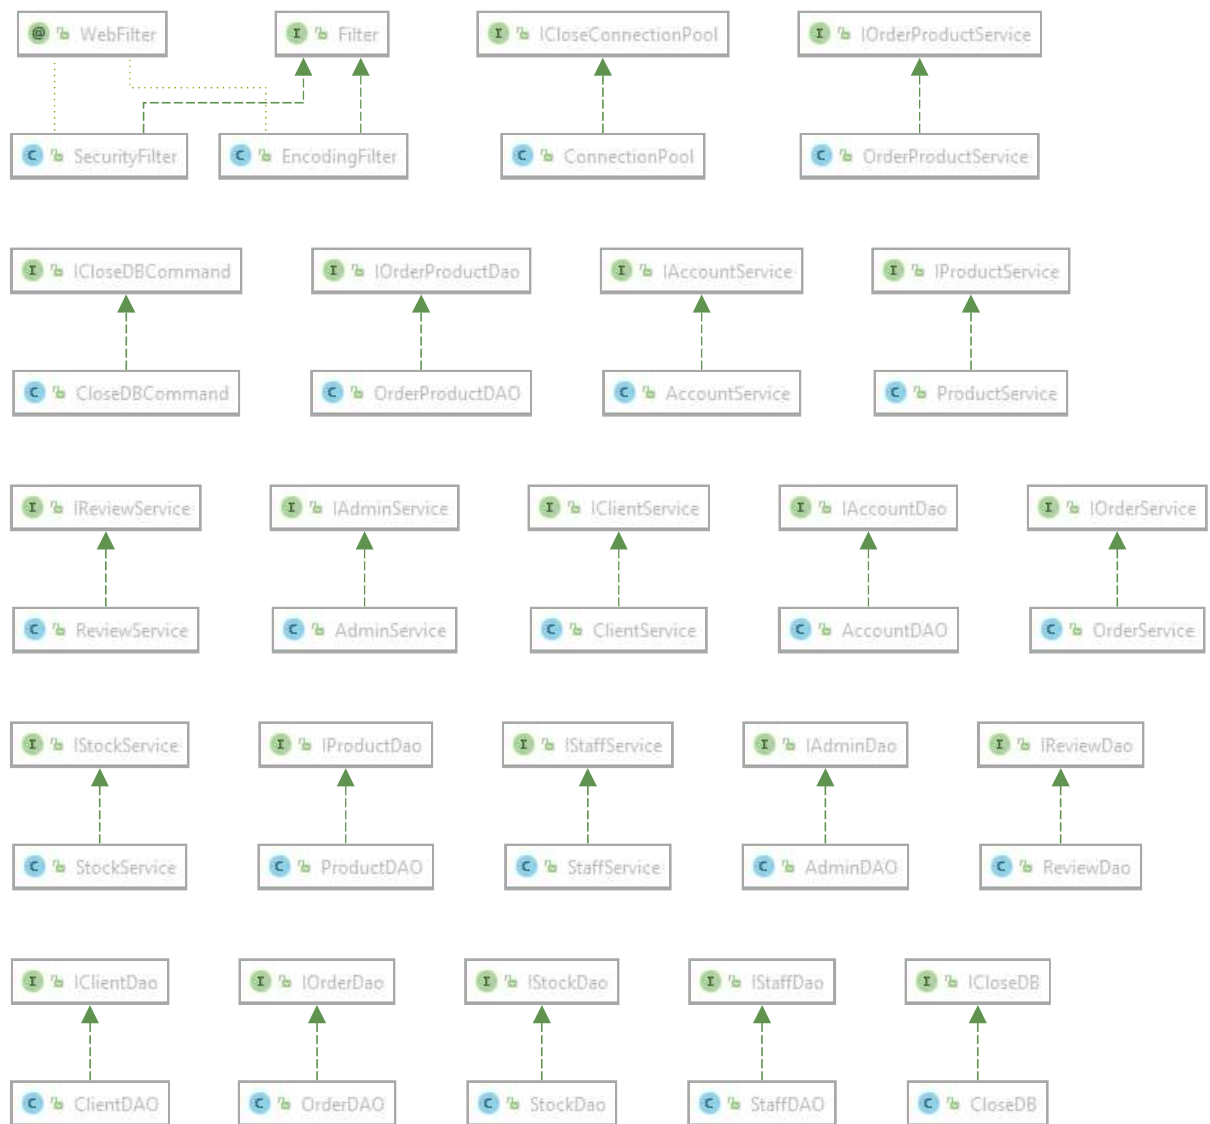 @ WebFilter
I Filter
I ICloseConnectionPool
I IOrderProductService
C SecurityFilter
C EncodingFilter
C ConnectionPool
C OrderProductService
I ICloseDBCommand
I IOrderProductDao
I IAccountService
I IProductService
C CloseDBCommand
C OrderProductDAO
C AccountService
C ProductService
I IReviewService
I IAdminService
I IClientService
I IAccountDao
I IOrderService
C ReviewService
C AdminService
C ClientService
C AccountDAO
C OrderService
I IStockService
I IProductDao
I IStaffService
I IAdminDao
I IReviewDao
C StockService
C ProductDAO
C StaffService
C AdminDAO
C ReviewDao
I IClientDao
I IOrderDao
I IStockDao
I IStaffDao
I ICloseDB
C ClientDAO
C OrderDAO
C StockDao
C StaffDAO
C CloseDB